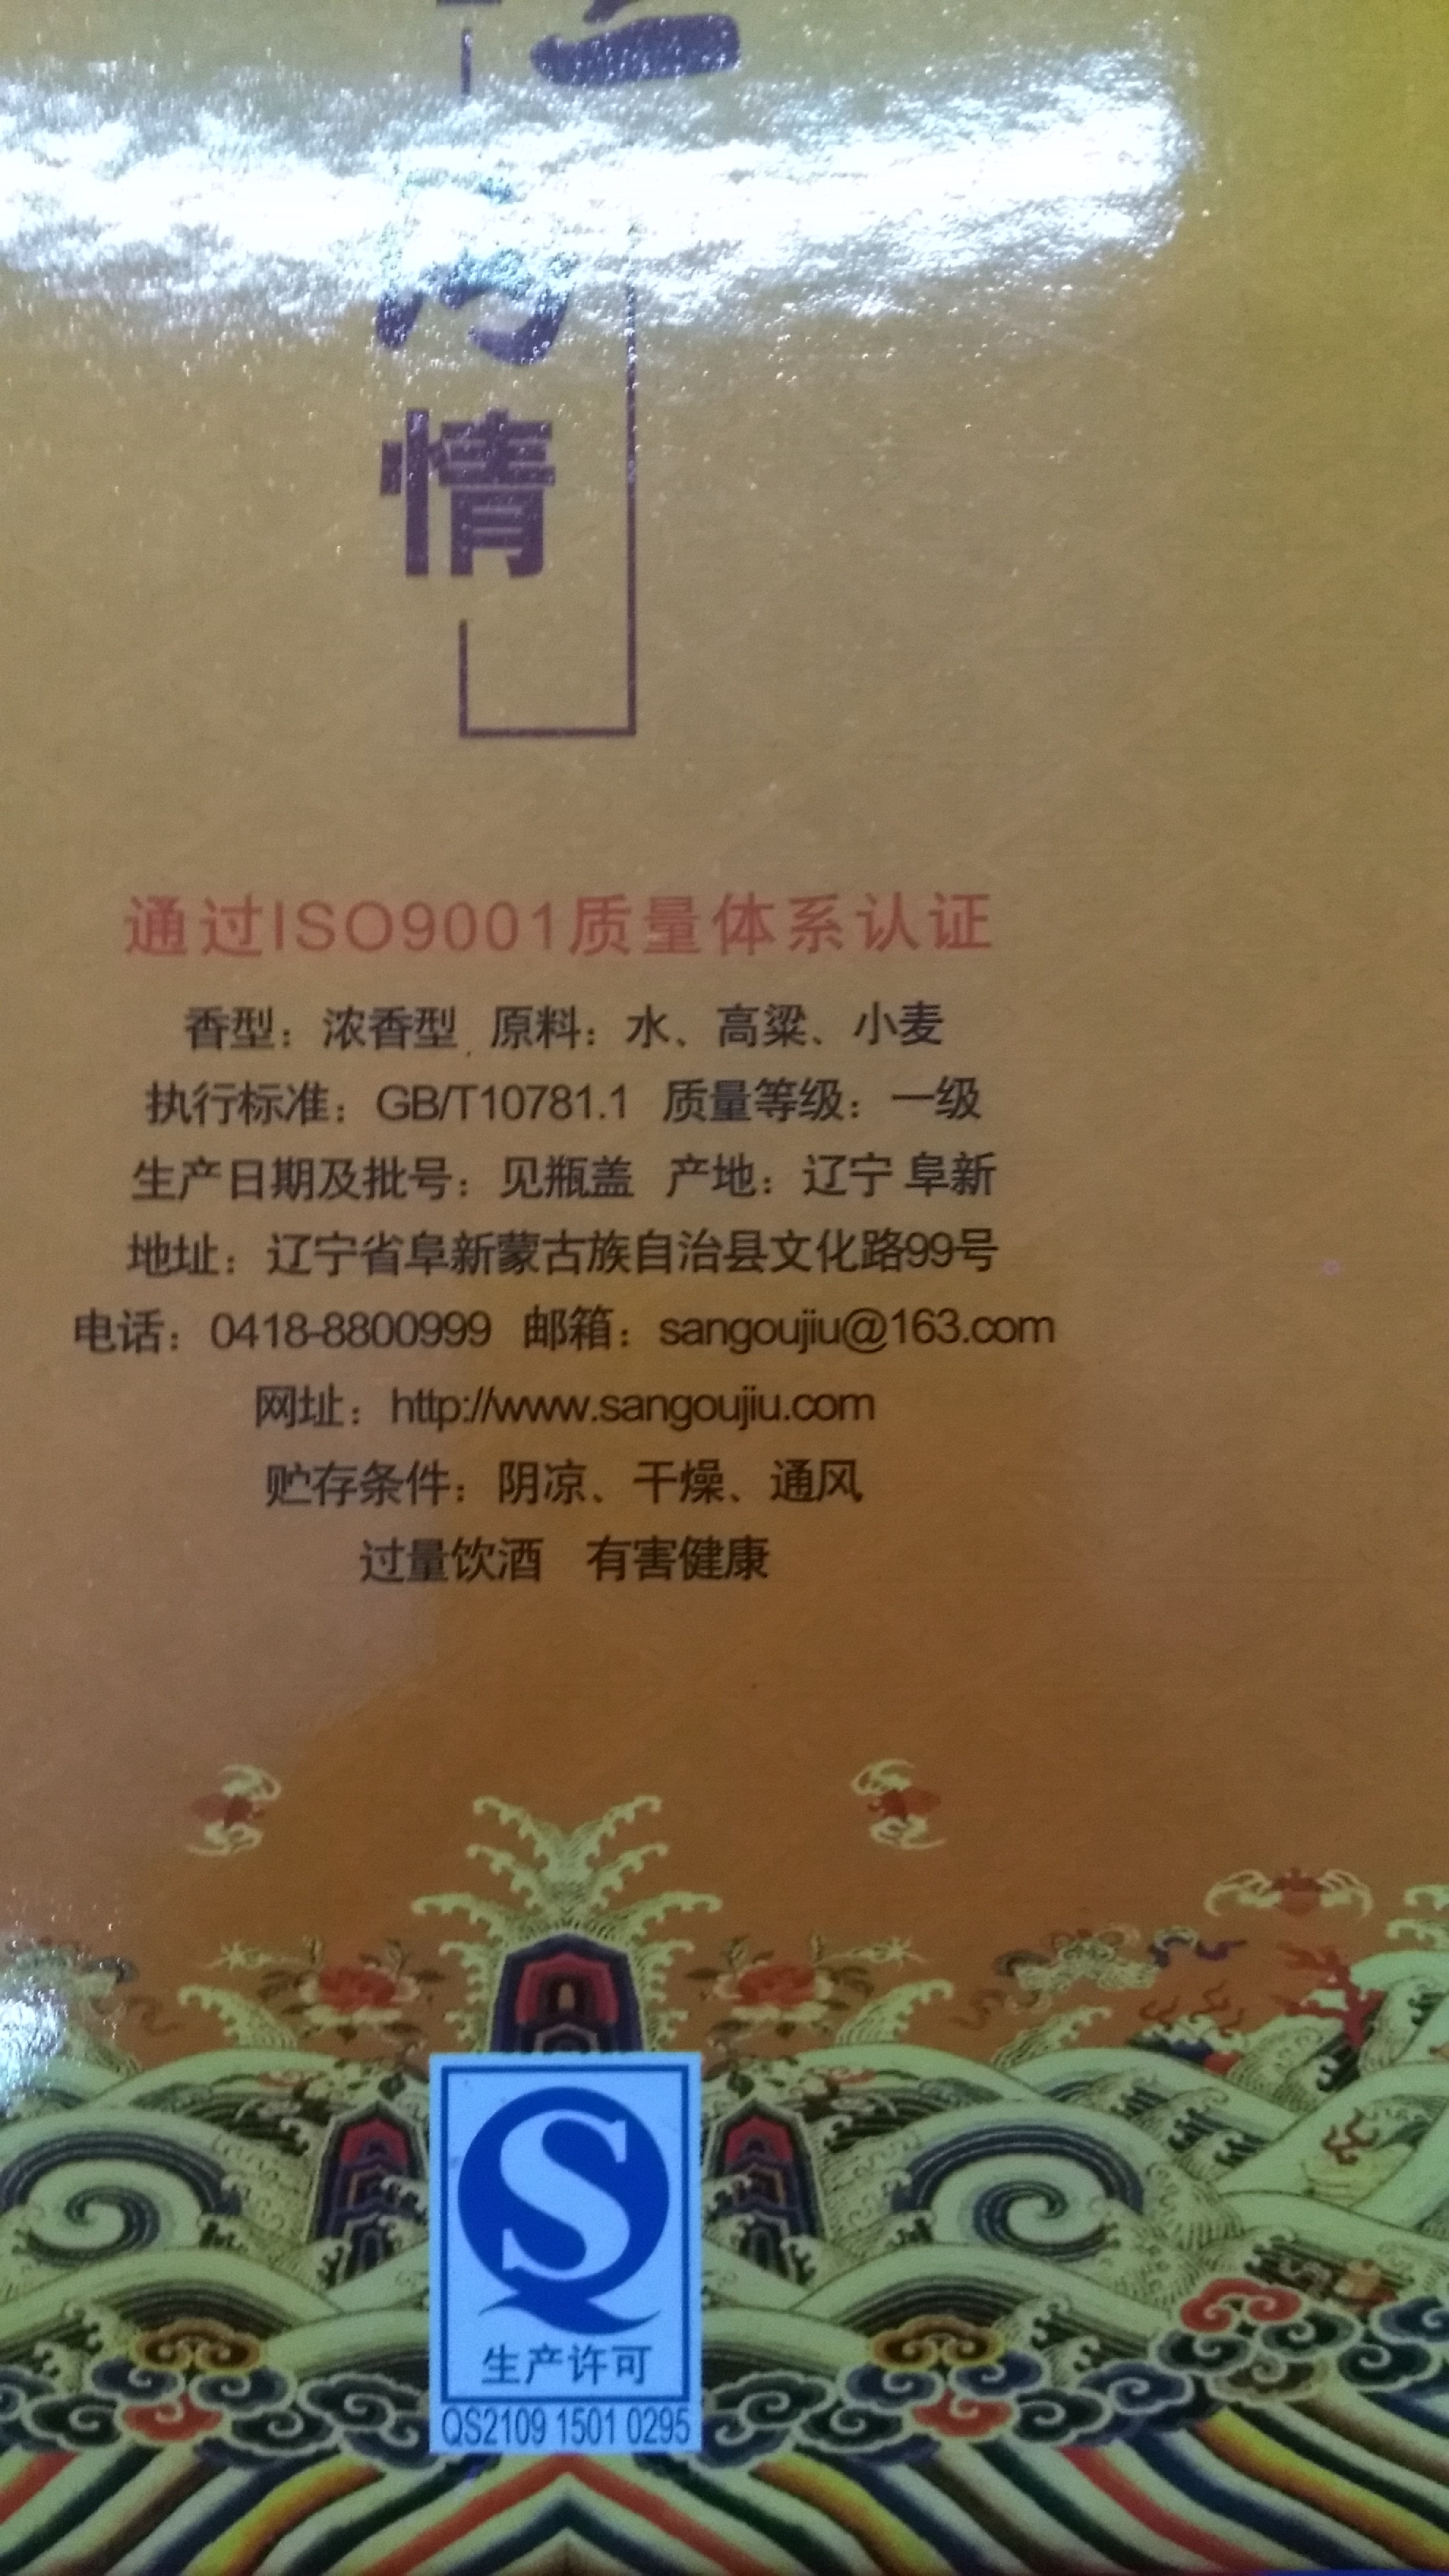 情
通过ISO9001质量体系认证
香型：浓香型 原料：水、高粱、小麦
执行标准：GB/T10781.1 质量等级：一级
生产日期及批号：见瓶盖 产地：辽宁 阜新
地址：辽宁省阜新蒙古族自治县文化路99号
电话：0418-8800999 邮箱：sangoujiu@163.com
网址：http://www.sangoujiu.com
贮存条件：阴凉、干燥、通风
过量饮酒 有害健康
生产许可
QS2109 1501 0295